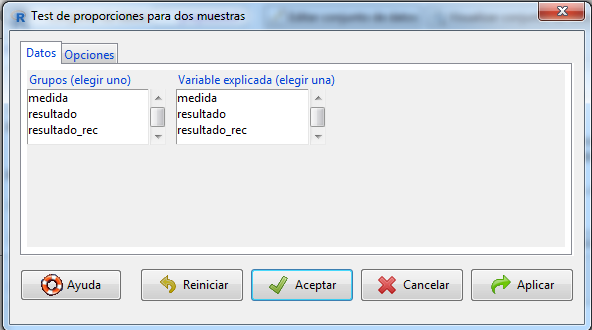 Test de proporciones para dos muestras
Datos Opciones
Grupos (elegir uno) Variable explicada (elegir una)
medida medida
resultado resultado
resultado_rec resultado_rec
Ayuda Reiniciar Aceptar Cancelar Aplicar